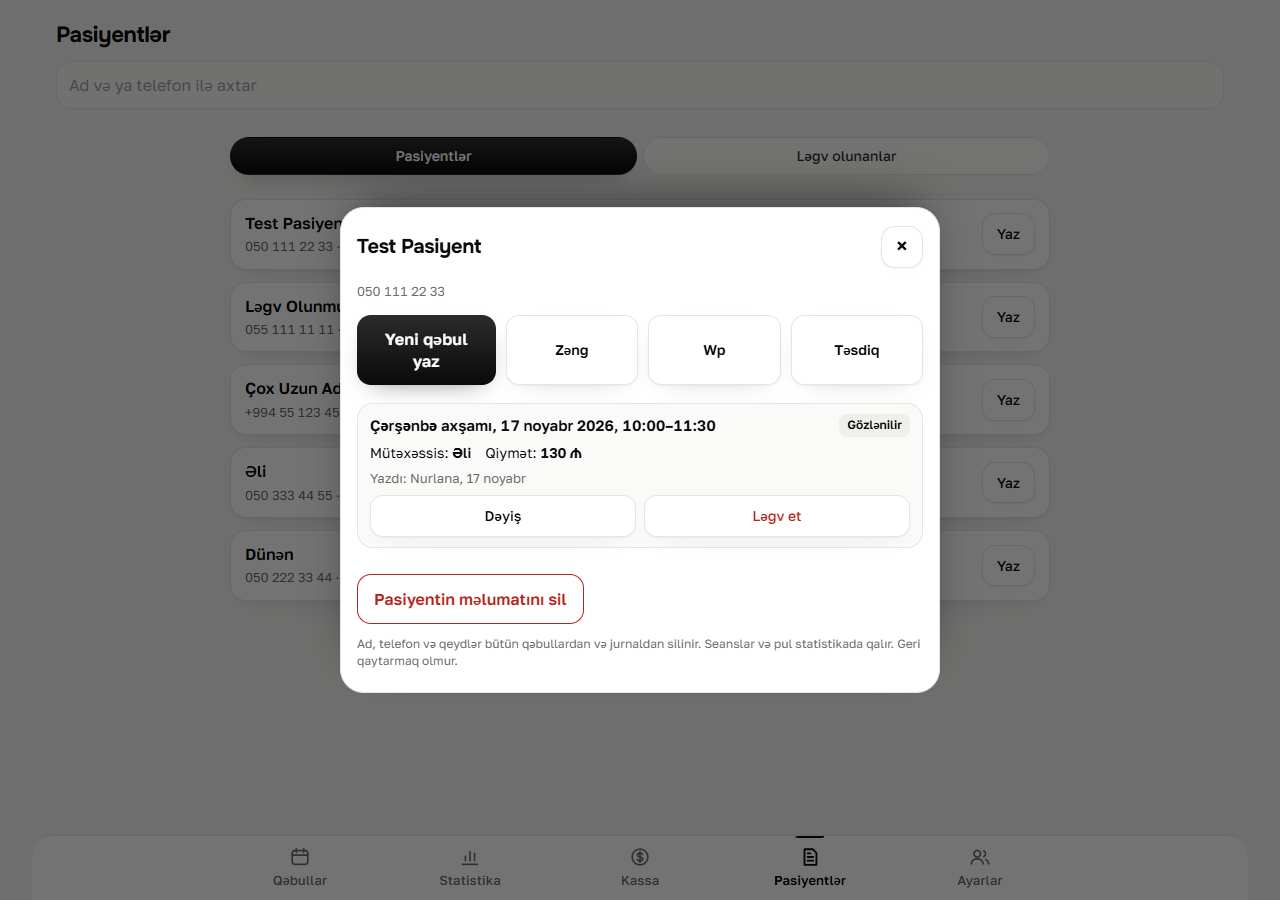 Pasiyentlər
Ad və ya telefon ilə axtar
Pasiyentlər
Ləgv olunanlar
Test Pasiyen
050 111 22 33
Yaz
Ləgv Olunmu
055 111 11 11
Yaz
Çox Uzun Ad
+994 55 123 45
Yaz
Əli
050 333 44 55
Yaz
Dünən
050 222 33 44
Yaz
Test Pasiyent
×
050 111 22 33
Yeni qəbul
yaz
Zəng
Wp
Təsdiq
Çərşənbə axşamı, 17 noyabr 2026, 10:00–11:30
Gözlənilir
Mütəxəssis: Əli Qiymət: 130 ₼
Yazdı: Nurlana, 17 noyabr
Dəyiş
Ləgv et
Pasiyentin məlumatını sil
Ad, telefon və qeydlər bütün qəbullardan və jurnaldan silinir. Seanslar və pul statistikada qalır. Geri
qaytarmaq olmur.
Qəbullar
Statistika
Kassa
Pasiyentlər
Ayarlar